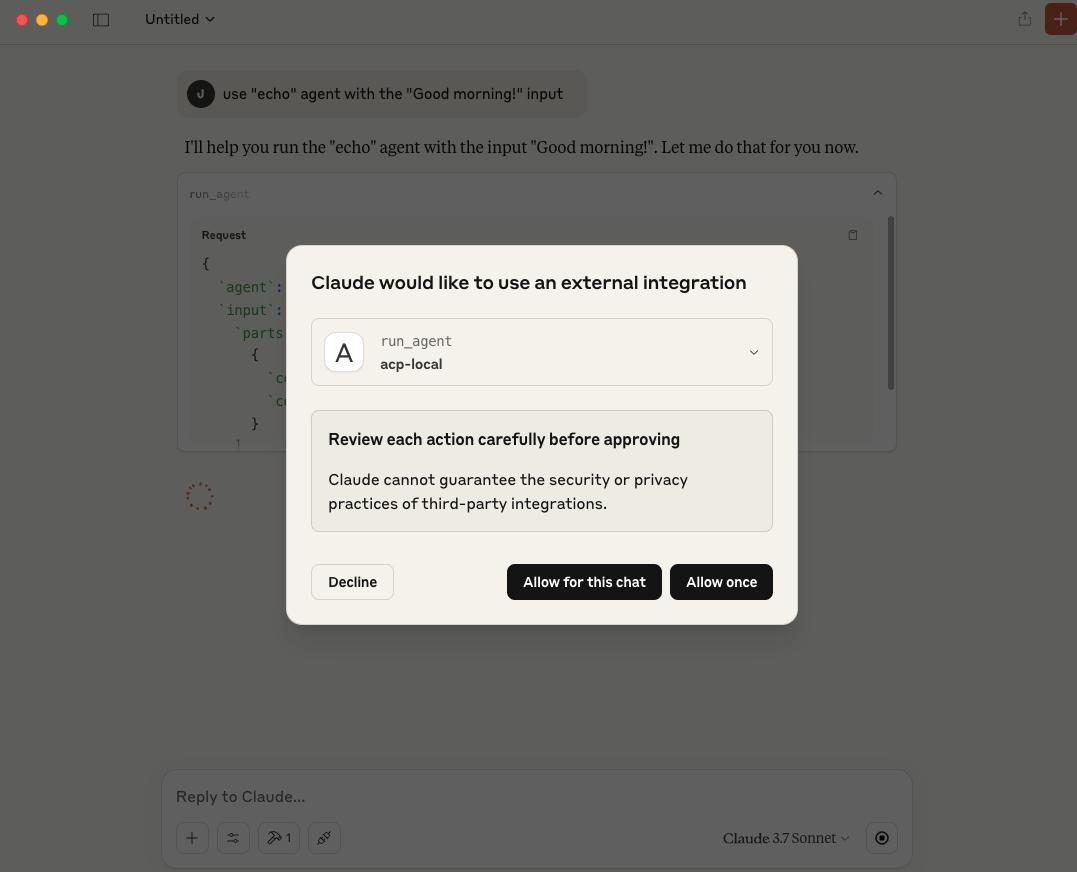 Untitled
J
use "echo" agent with the "Good morning!" input
I'll help you run the "echo" agent with the input "Good morning!". Let me do that for you now.
run_agent
Request
{
`agent`:
`input`:
`parts
{
`co
`co
}
Claude would like to use an external integration
A
run_agent
acp-local
Review each action carefully before approving
Claude cannot guarantee the security or privacy
practices of third-party integrations.
Decline
Allow for this chat
Allow once
Reply to Claude...
1
Claude 3.7 Sonnet